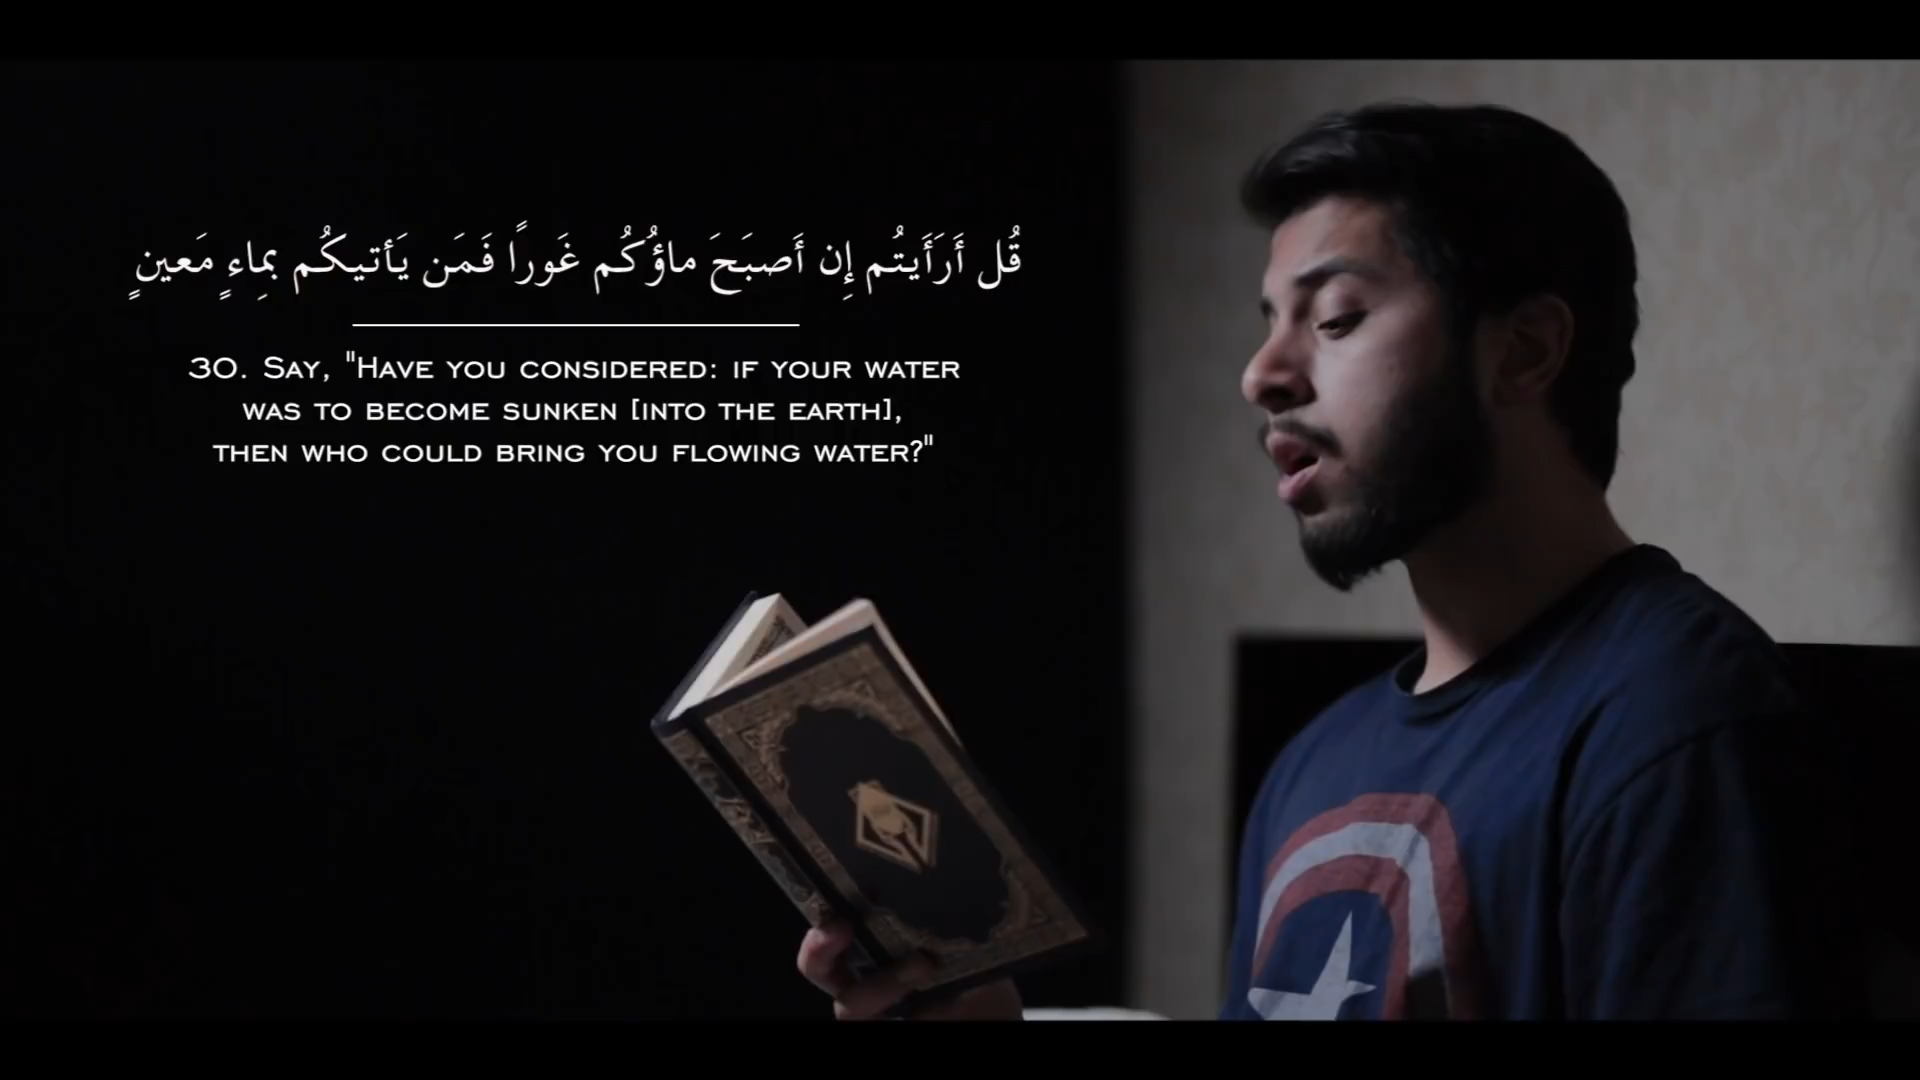 قُل أَرَأَيتُم إِن أَصبَحَ ماؤُكُم غَورًا فَمَن يَأتيكُم بِماءٍ مَعينٍ
30. Say, "Have you considered: if your water
was to become sunken [into the earth],
then who could bring you flowing water?"